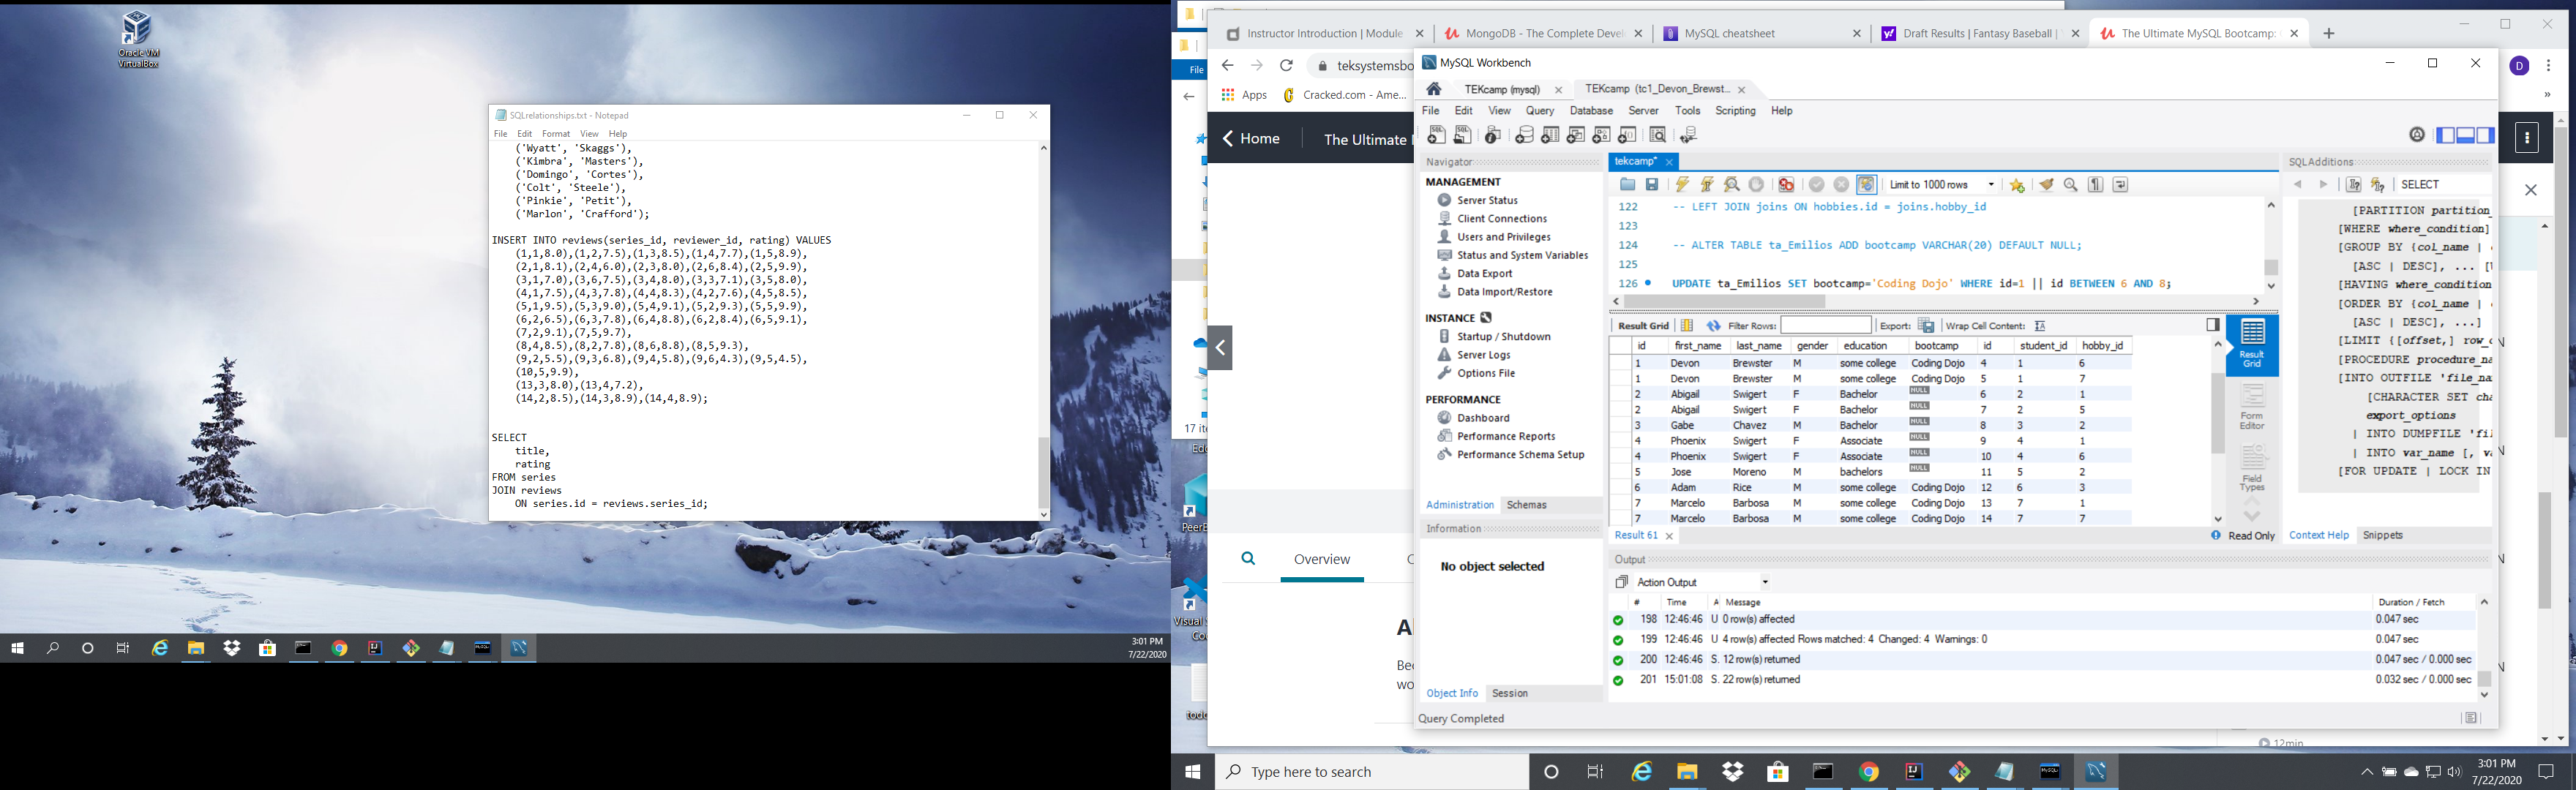 Oracle VM
VirtualBox
SQLrelationships.txt - Notepad
File Edit Format View Help
('Wyatt', 'Skaggs'),
('Kimbra', 'Masters'),
('Domingo', 'Cortes'),
('Colt', 'Steele'),
('Pinkie', 'Petit'),
('Marlon', 'Crafford');
INSERT INTO reviews(series_id, reviewer_id, rating) VALUES
(1,1,8.0),(1,2,7.5),(1,3,8.5),(1,4,7.7),(1,5,8.9),
(2,1,8.1),(2,4,6.0),(2,3,8.0),(2,6,8.4),(2,5,9.9),
(3,1,7.0),(3,6,7.5),(3,4,8.0),(3,3,7.1),(3,5,8.0),
(4,1,7.5),(4,3,7.8),(4,4,8.3),(4,2,7.6),(4,5,8.5),
(5,1,9.5),(5,3,9.0),(5,4,9.1),(5,2,9.3),(5,5,9.9),
(6,2,6.5),(6,3,7.8),(6,4,8.8),(6,2,8.4),(6,5,9.1),
(7,2,9.1),(7,5,9.7),
(8,4,8.5),(8,2,7.8),(8,6,8.8),(8,5,9.3),
(9,2,5.5),(9,3,6.8),(9,4,5.8),(9,6,4.3),(9,5,4.5),
(10,5,9.9),
(13,3,8.0),(13,4,7.2),
(14,2,8.5),(14,3,8.9),(14,4,8.9);
SELECT
title,
rating
FROM series
JOIN reviews
ON series.id = reviews.series_id;
3:01 PM
7/22/2020
File
17 ite
Edg
PeerB
Visual S
Co
todo
Instructor Introduction | Module
MongoDB - The Complete Devel
MySQL cheatsheet
Draft Results | Fantasy Baseball |
The Ultimate MySQL Bootcamp:
teksystemsbo
D
Apps Cracked.com - Ame...
Home
The Ultimate
Overview
Be
wo
12min
MySQL Workbench
TEKcamp (mysql)
TEKcamp (tc1_Devon_Brewst...
File Edit View Query Database Server Tools Scripting Help
Navigator
MANAGEMENT
Server Status
Client Connections
Users and Privileges
Status and System Variables
Data Export
Data Import/Restore
INSTANCE
Startup / Shutdown
Server Logs
Options File
PERFORMANCE
Dashboard
Performance Reports
Performance Schema Setup
Administration Schemas
Information
No object selected
Object Info Session
Query Completed
tekcamp*
Limit to 1000 rows
122 -- LEFT JOIN joins ON hobbies.id = joins.hobby_id
123
124 -- ALTER TABLE ta_Emilios ADD bootcamp VARCHAR(20) DEFAULT NULL;
125
126 UPDATE ta_Emilios SET bootcamp='Coding Dojo' WHERE id=1 || id BETWEEN 6 AND 8;
Result Grid Filter Rows: Export: Wrap Cell Content:
id first_name last_name gender education bootcamp id student_id hobby_id
1 Devon Brewster M some college Coding Dojo 4 1 6
1 Devon Brewster M some college Coding Dojo 5 1 7
2 Abigail Swigert F Bachelor NULL 6 2 1
2 Abigail Swigert F Bachelor NULL 7 2 5
3 Gabe Chavez M Bachelor NULL 8 3 2
4 Phoenix Swigert F Associate NULL 9 4 1
4 Phoenix Swigert F Associate NULL 10 4 6
5 Jose Moreno M bachelors NULL 11 5 2
6 Adam Rice M some college Coding Dojo 12 6 3
7 Marcelo Barbosa M some college Coding Dojo 13 7 1
7 Marcelo Barbosa M some college Coding Dojo 14 7 7
Result Grid
Form Editor
Field Types
Result 61
Read Only
Output
Action Output
# Time A Message Duration / Fetch
198 12:46:46 U 0 row(s) affected 0.047 sec
199 12:46:46 U 4 row(s) affected Rows matched: 4 Changed: 4 Warnings: 0 0.047 sec
200 12:46:46 S. 12 row(s) returned 0.047 sec / 0.000 sec
201 15:01:08 S. 22 row(s) returned 0.032 sec / 0.000 sec
SQLAdditions
SELECT
[PARTITION partition_
[WHERE where_condition]
[GROUP BY {col_name |
[ASC | DESC], ...
[HAVING where_condition
[ORDER BY {col_name |
[ASC | DESC], ...]
[LIMIT {[offset,] row_c
[PROCEDURE procedure_na
[INTO OUTFILE 'file_na
[CHARACTER SET cha
export_options
| INTO DUMPFILE 'fil
| INTO var_name [, va
[FOR UPDATE | LOCK IN
Context Help Snippets
Type here to search
3:01 PM
7/22/2020